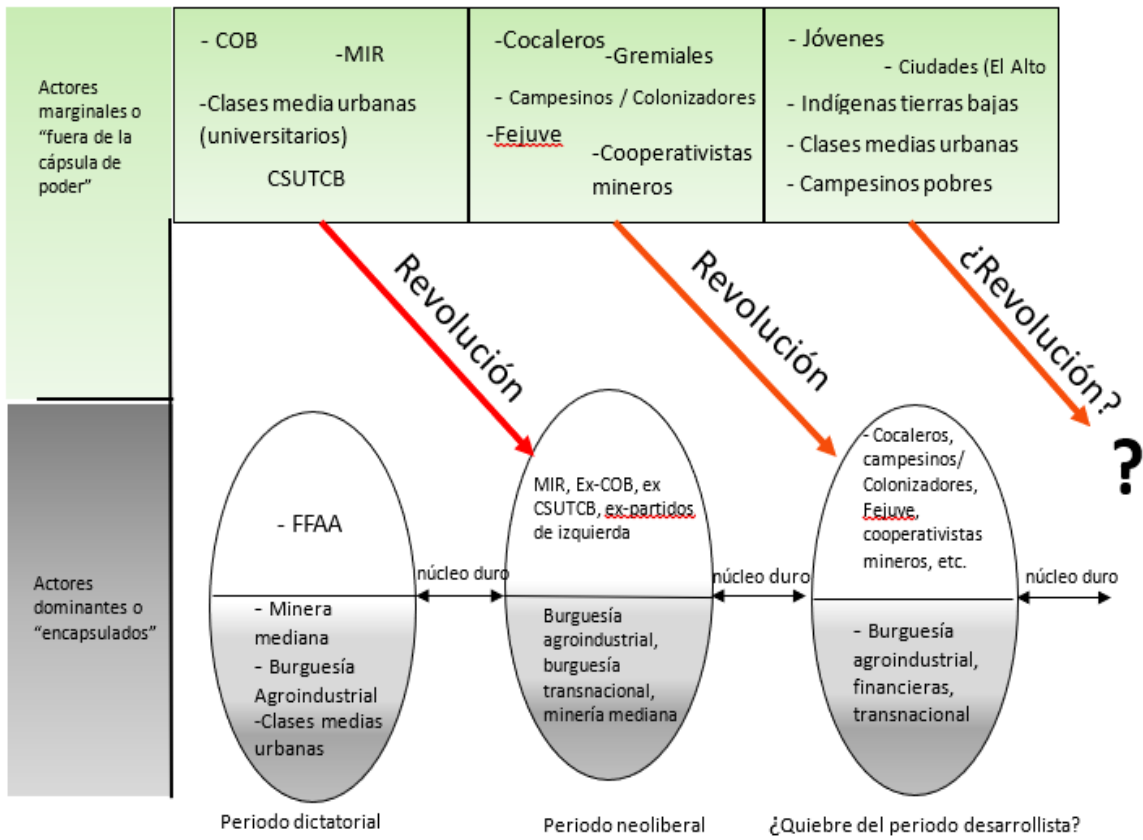 Actores
marginales o
“fuera de la
cápsula de
poder”
- COB
-MIR
-Clases media urbanas
(universitarios)
CSUTCB
-Cocaleros
-Gremiales
- Campesinos / Colonizadores
-Fejuve
-Cooperativistas
mineros
- Jóvenes
- Ciudades (El Alto
- Indígenas tierras bajas
- Clases medias urbanas
- Campesinos pobres
Revolución
Revolución
¿Revolución?
?
Actores
dominantes o
“encapsulados”
- FFAA
- Minera
mediana
- Burguesía
Agroindustrial
-Clases medias
urbanas
núcleo duro
MIR, Ex-COB, ex
CSUTCB, ex-partidos
de izquierda
Burguesía
agroindustrial,
burguesía
transnacional,
minería mediana
núcleo duro
- Cocaleros,
campesinos/
Colonizadores,
Fejuve,
cooperativistas
mineros, etc.
- Burguesía
agroindustrial,
financieras,
transnacional
núcleo duro
Periodo dictatorial
Periodo neoliberal
¿Quiebre del periodo desarrollista?